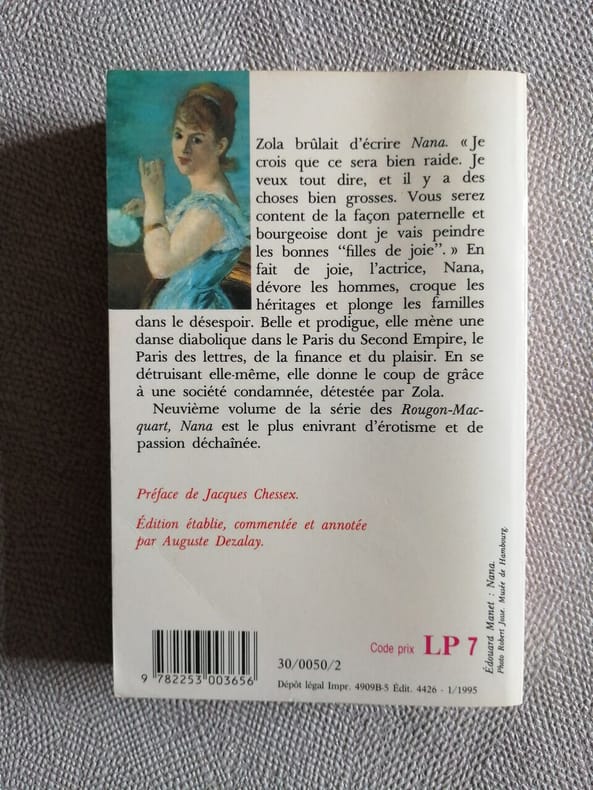 Zola brûlait d'écrire Nana. « Je
crois que ce sera bien raide. Je
veux tout dire, et il y a des
choses bien grosses. Vous serez
content de la façon paternelle et
bourgeoise dont je vais peindre
les bonnes “filles de joie”. » En
fait de joie, l'actrice, Nana,
dévore les hommes, croque les
héritages et plonge les familles
dans le désespoir. Belle et prodigue, elle mène une
danse diabolique dans le Paris du Second Empire, le
Paris des lettres, de la finance et du plaisir. En se
détruisant elle-même, elle donne le coup de grâce
à une société condamnée, détestée par Zola.
Neuvième volume de la série des Rougon-Mac-
quart, Nana est le plus enivrant d'érotisme et de
passion déchaînée.
Préface de Jacques Chessex.
Édition établie, commentée et annotée
par Auguste Dezalay.
Édouard Manet : Nana.
Photo Robert Josse. Musée de Hambourg.
Code prix LP 7
30/0050/2
9 782253 003656
Dépôt légal Impr. 4909B-5 Édit. 4426 - 1/1995